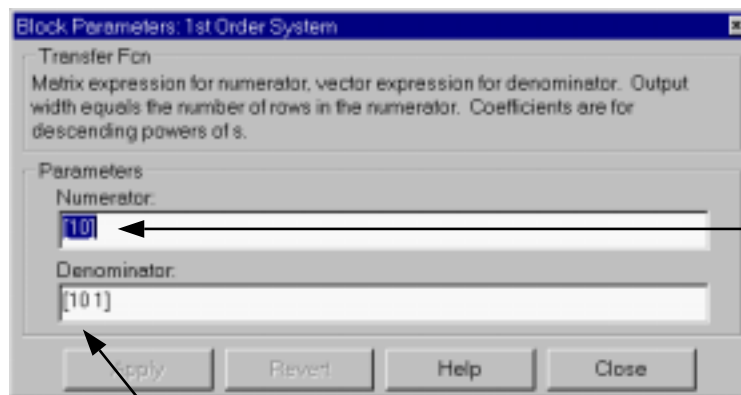 Block Parameters: 1st Order System
Transfer Fcn
Matrix expression for numerator, vector expression for denominator. Output
width equals the number of rows in the numerator. Coefficients are for
descending powers of s.
Parameters
Numerator:
[10]
Denominator:
[10 1]
Apply Revert Help Close